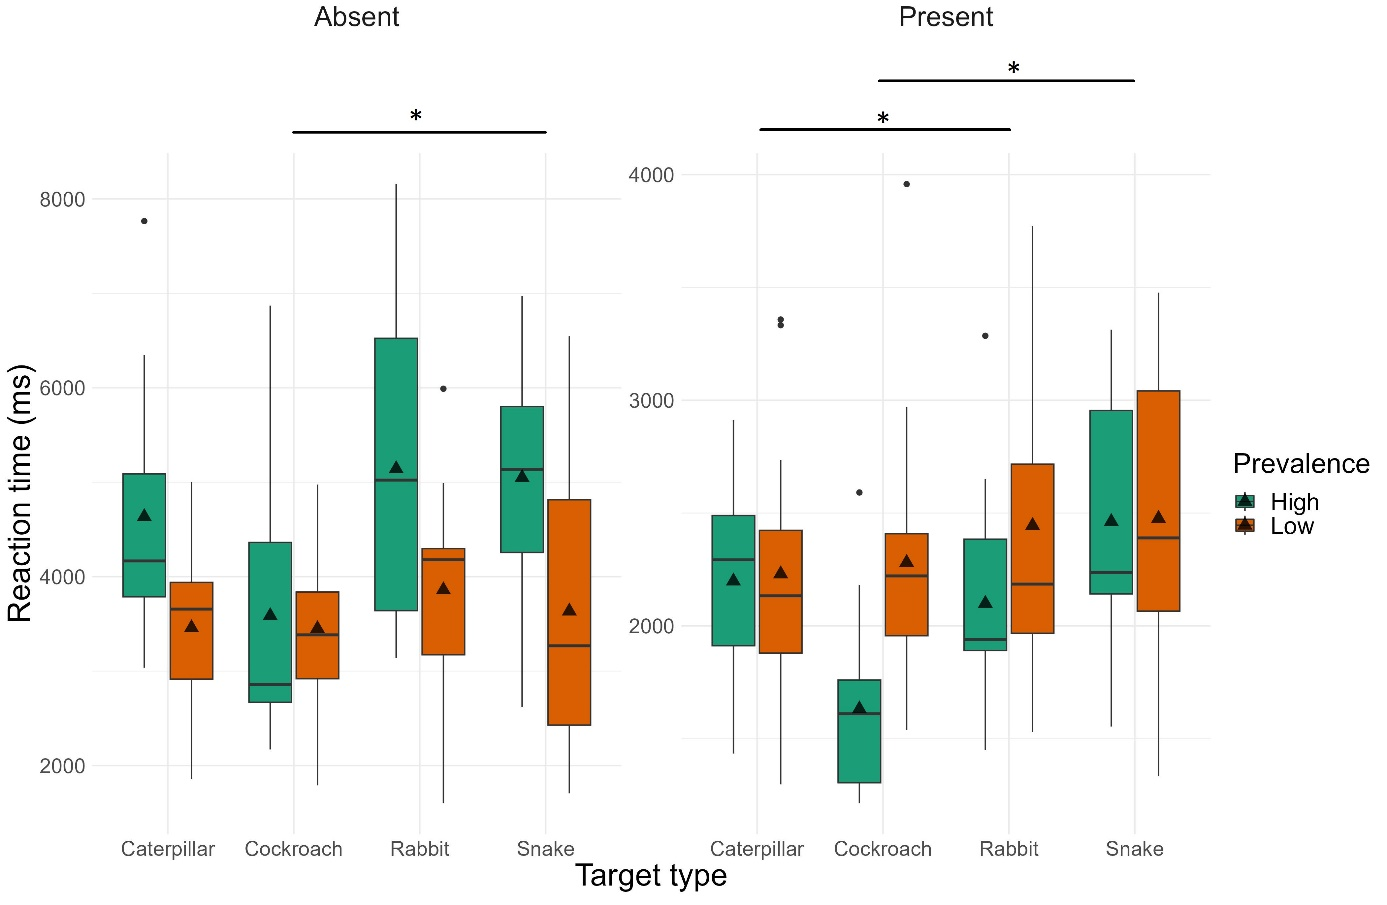 Absent
Present
*
*
*
Reaction time (ms)
8000
6000
4000
2000
4000
3000
2000
Caterpillar
Cockroach
Rabbit
Snake
Caterpillar
Cockroach
Rabbit
Snake
Target type
Prevalence
High
Low